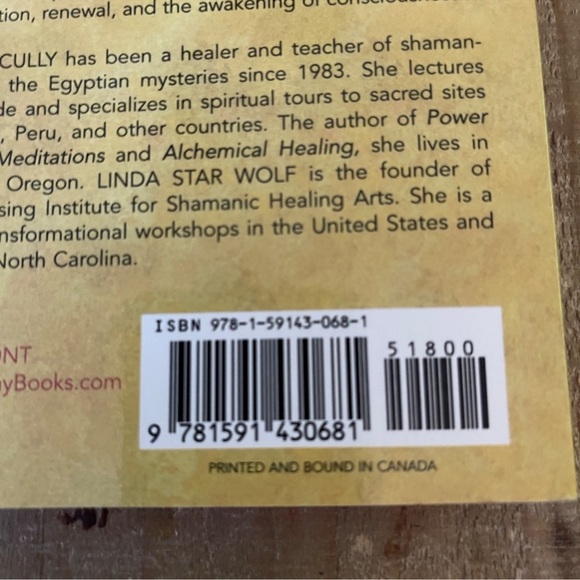 tion, renewal, and the awakening of
CULLY has been a healer and teacher of shaman-
the Egyptian mysteries since 1983. She lectures
de and specializes in spiritual tours to sacred sites
, Peru, and other countries. The author of Power
Meditations and Alchemical Healing, she lives in
Oregon. LINDA STAR WOLF is the founder of
sing Institute for Shamanic Healing Arts. She is a
nsformational workshops in the United States and
North Carolina.
ISBN 978-1-59143-068-1
51800
ONT
yBooks.com
9 781591 430681
PRINTED AND BOUND IN CANADA